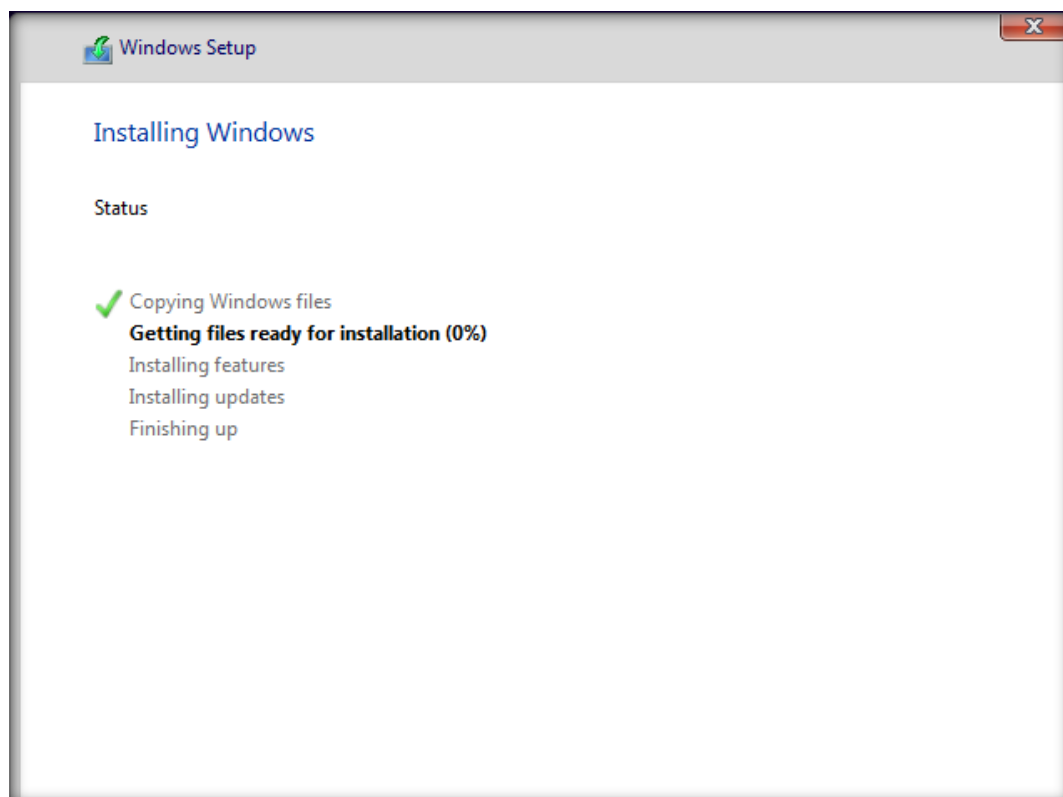 Windows Setup
Installing Windows
Status
Copying Windows files
Getting files ready for installation (0%)
Installing features
Installing updates
Finishing up